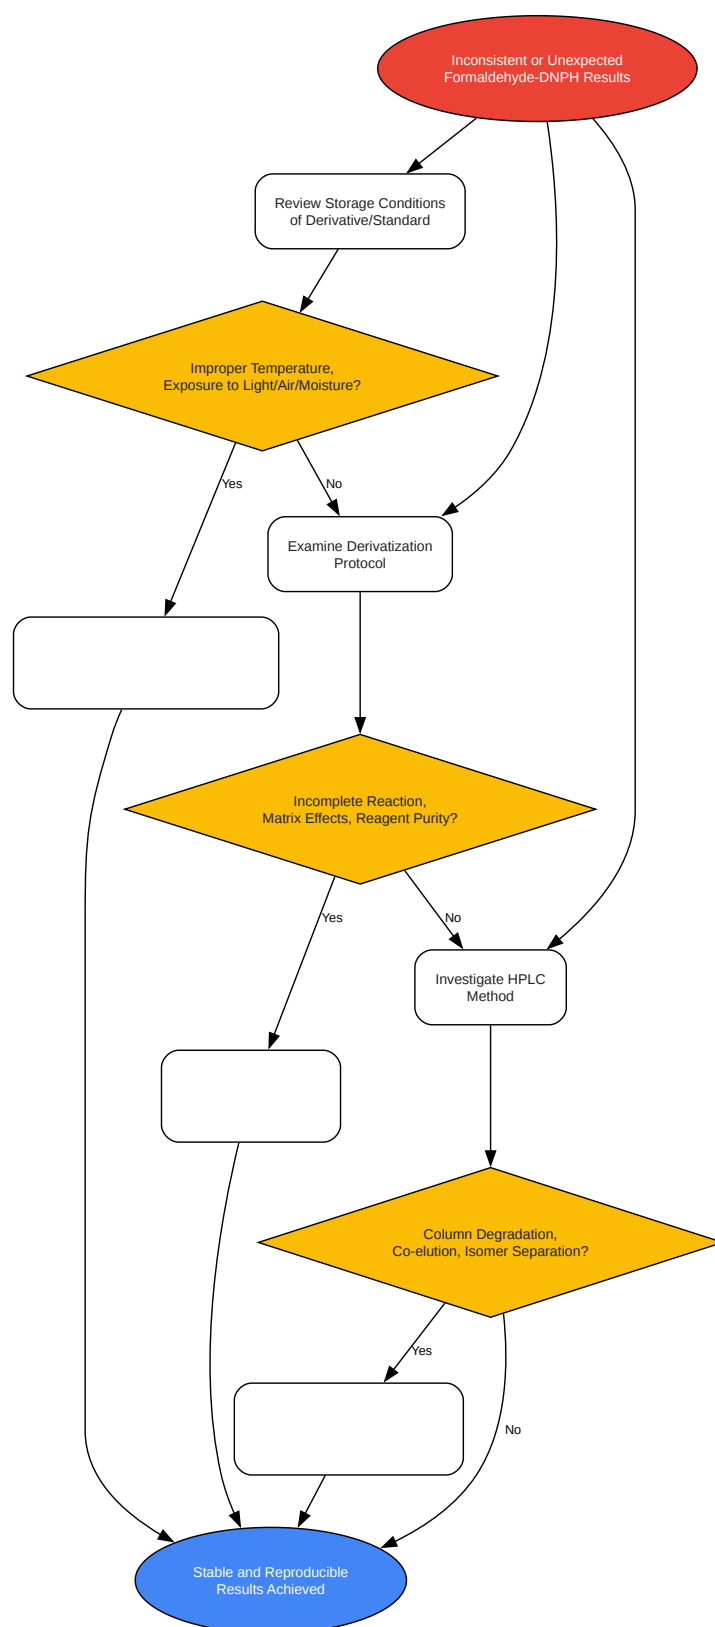 Inconsistent or Unexpected
Formaldehyde-DNPH Results
Review Storage Conditions
of Derivative/Standard
Improper Temperature,
Exposure to Light/Air/Moisture?
Yes
No
Examine Derivatization
Protocol
Incomplete Reaction,
Matrix Effects, Reagent Purity?
Yes
No
Investigate HPLC
Method
Column Degradation,
Co-elution, Isomer Separation?
Yes
No
Stable and Reproducible
Results Achieved